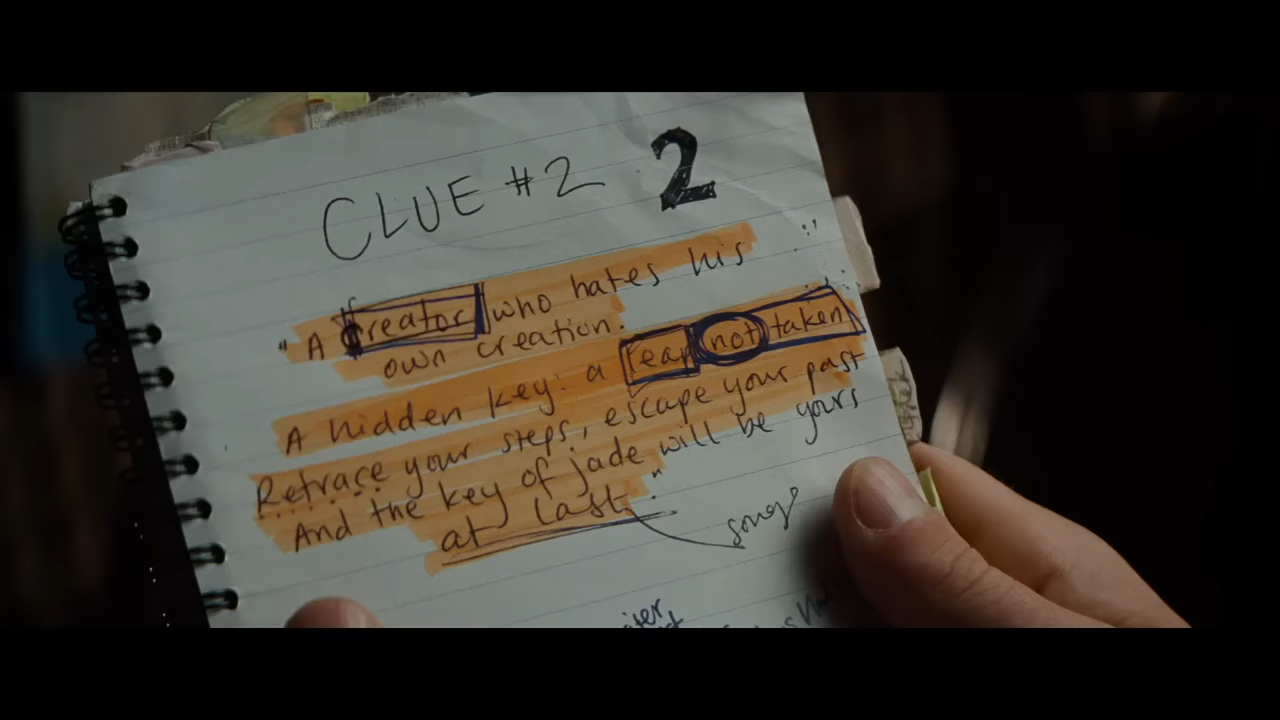 CLUE #2 2
"A Creator who hates his
own creation.
A hidden key: a leap not taken
Retrace your steps, escape your past
And the key of jade will be yours
at last."
song?